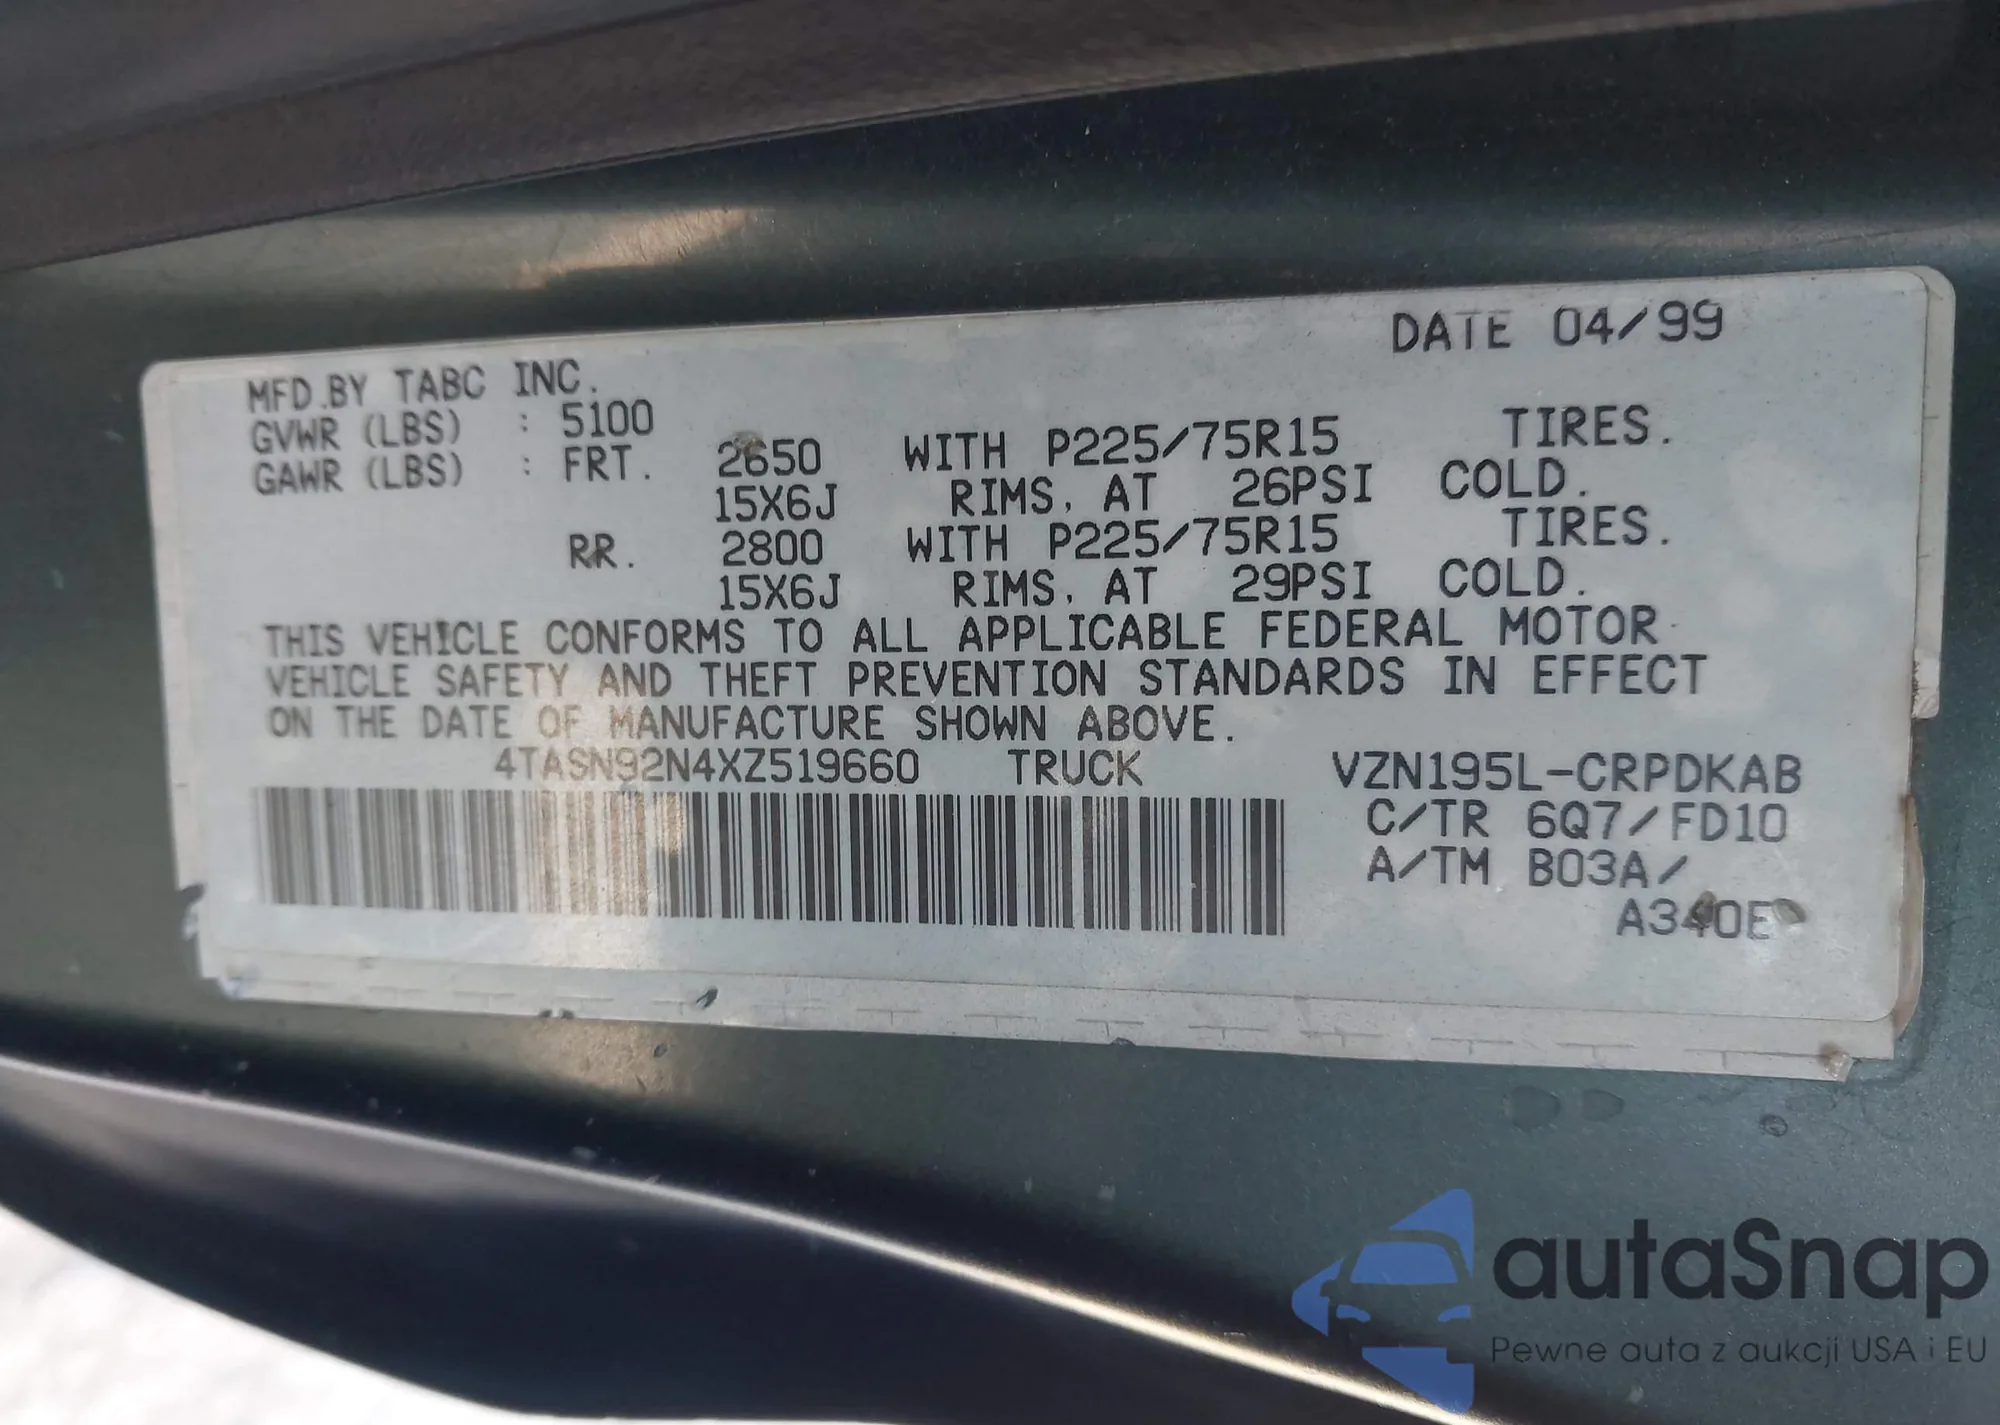 DATE 04/99
MFD.BY TABC INC.
GVWR (LBS) : 5100
GAWR (LBS) : FRT. 2650 WITH P225/75R15 TIRES.
15X6J RIMS, AT 26PSI COLD.
RR. 2800 WITH P225/75R15 TIRES.
15X6J RIMS, AT 29PSI COLD.
THIS VEHICLE CONFORMS TO ALL APPLICABLE FEDERAL MOTOR
VEHICLE SAFETY AND THEFT PREVENTION STANDARDS IN EFFECT
ON THE DATE OF MANUFACTURE SHOWN ABOVE.
4TASN92N4XZ519660 TRUCK VZN195L-CRPDKAB
C/TR 6Q7/FD10
A/TM B03A/
A340E
autaSnap
Pewne auta z aukcji USA i EU